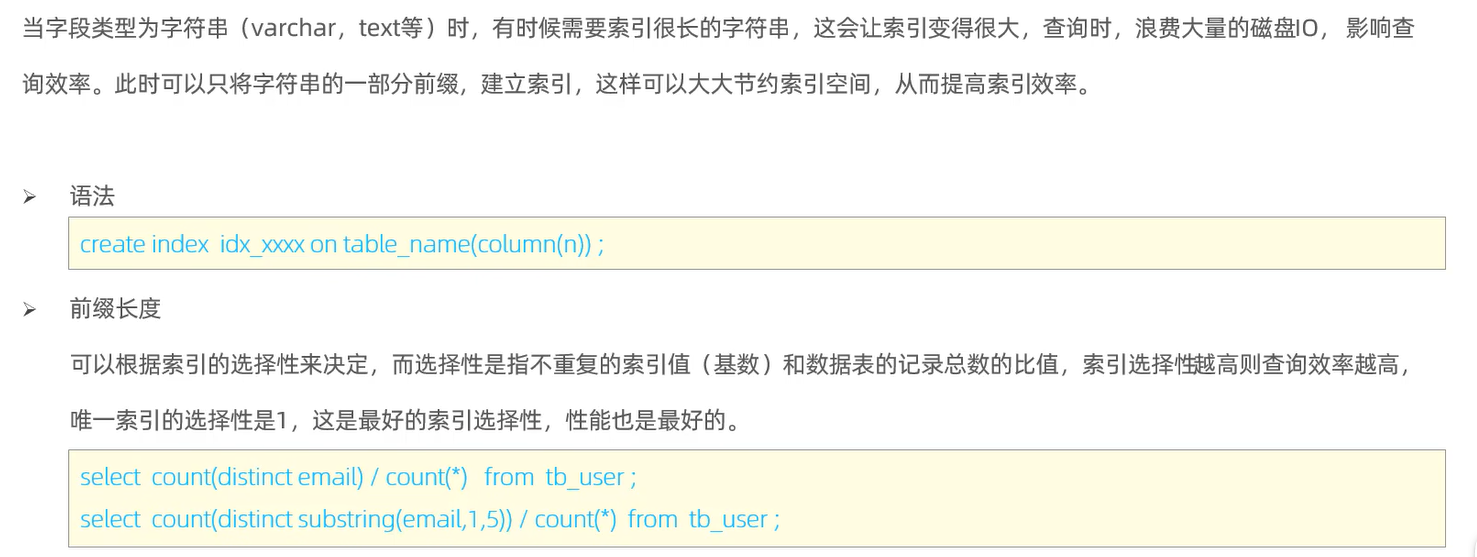 当字段类型为字符串（varchar，text等）时，有时候需要索引很长的字符串，这会让索引变得很大，查询时，浪费大量的磁盘IO， 影响查
询效率。此时可以只将字符串的一部分前缀，建立索引，这样可以大大节约索引空间，从而提高索引效率。
语法
create index idx_xxxx on table_name(column(n)) ;
前缀长度
可以根据索引的选择性来决定，而选择性是指不重复的索引值（基数）和数据表的记录总数的比值，索引选择性越高则查询效率越高，
唯一索引的选择性是1，这是最好的索引选择性，性能也是最好的。
select count(distinct email) / count(*) from tb_user ;
select count(distinct substring(email,1,5)) / count(*) from tb_user ;